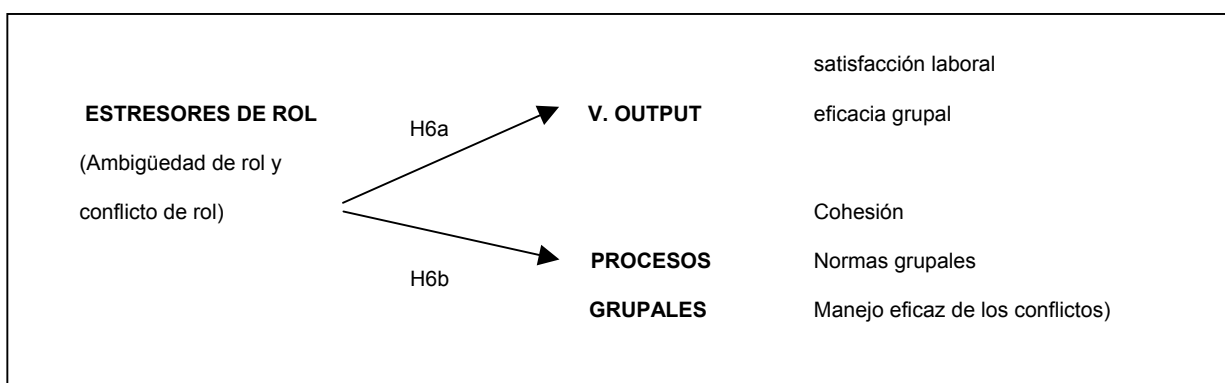 satisfacción laboral
ESTRESORES DE ROL
H6a
V. OUTPUT
eficacia grupal
(Ambigüedad de rol y
conflicto de rol)
Cohesión
H6b
PROCESOS
Normas grupales
GRUPALES
Manejo eficaz de los conflictos)